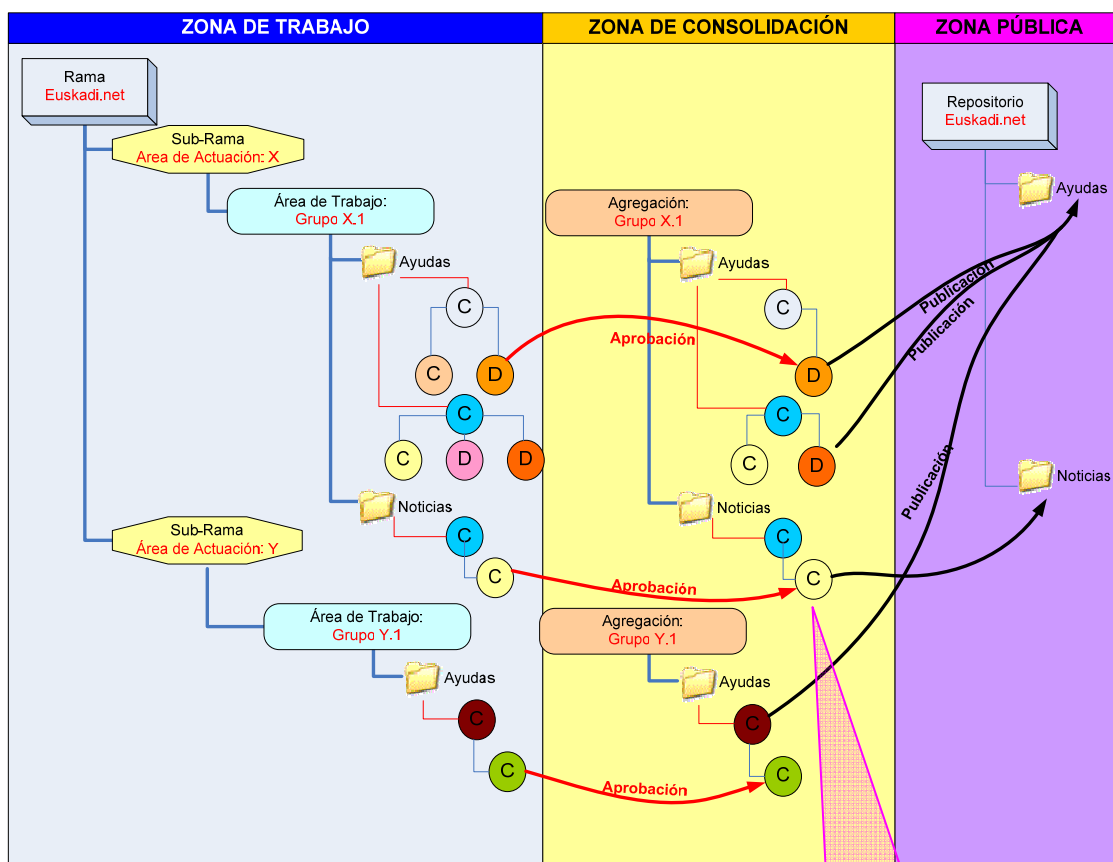 ZONA DE TRABAJO
ZONA DE CONSOLIDACIÓN
ZONA PÚBLICA
Rama
Euskadi.net
Sub-Rama
Area de Actuación: X
Área de Trabajo:
Grupo X.1
Ayudas
C
C
D
C
C
D
D
Noticias
C
C
Sub-Rama
Área de Actuación: Y
Área de Trabajo:
Grupo Y.1
Ayudas
C
C
Aprobación
Aprobación
Aprobación
Agregación:
Grupo X.1
Ayudas
C
D
C
C
D
Noticias
C
C
Agregación:
Grupo Y.1
Ayudas
C
C
Publicación
Publicación
Publicación
Repositorio
Euskadi.net
Ayudas
Noticias